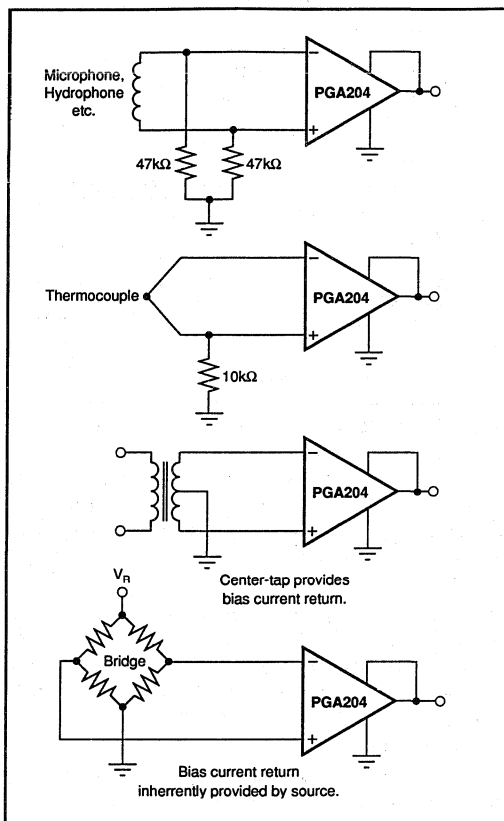 Microphone,
Hydrophone
etc.
−
PGA204
+
47kΩ
47kΩ
Thermocouple
−
PGA204
+
10kΩ
−
PGA204
+
Center-tap provides
bias current return.
VR
Bridge
−
PGA204
+
Bias current return
inherrently provided by source.